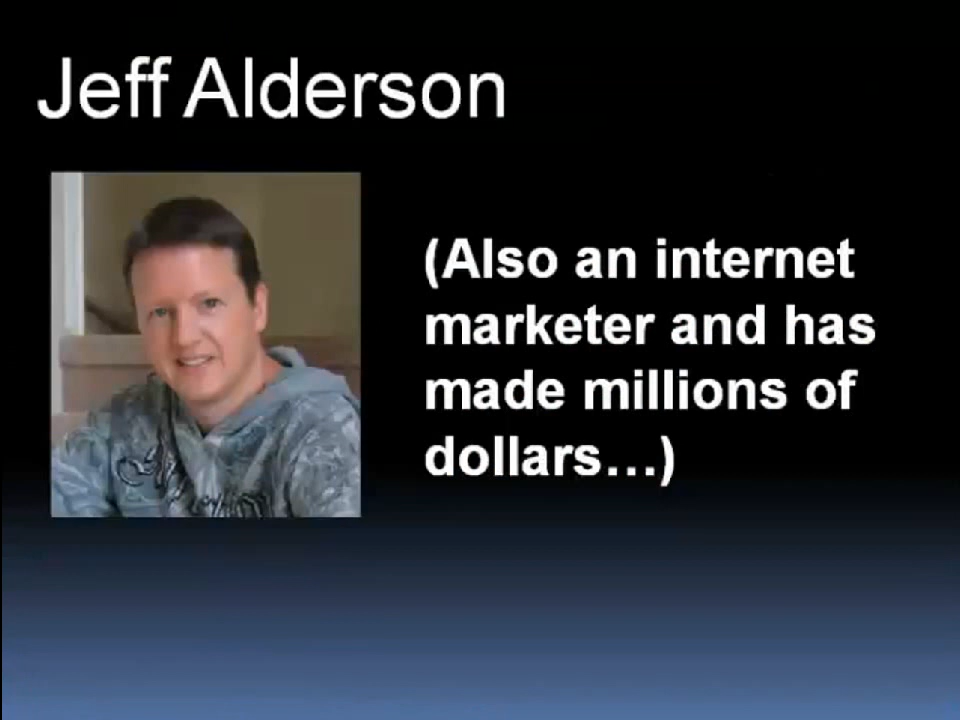 Jeff Alderson
(Also an internet
marketer and has
made millions of
dollars…)